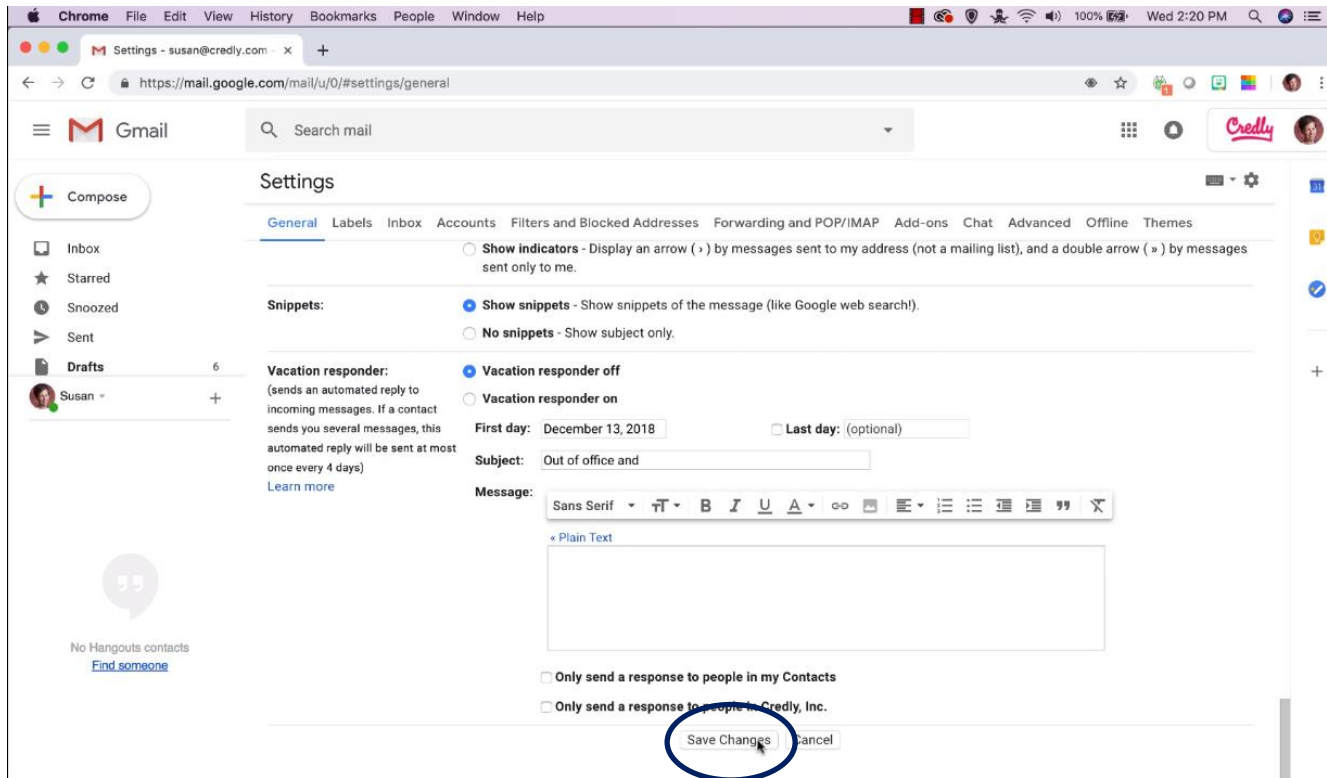 Chrome File Edit View History Bookmarks People Window Help 100% Wed 2:20 PM
Settings - susan@credly.com -
https://mail.google.com/mail/u/0/#settings/general
1
Gmail
Search mail
Credly
Compose
Settings
31
General Labels Inbox Accounts Filters and Blocked Addresses Forwarding and POP/IMAP Add-ons Chat Advanced Offline Themes
Inbox
Starred
Snoozed
Sent
Drafts 6
Susan
Show indicators - Display an arrow ( › ) by messages sent to my address (not a mailing list), and a double arrow ( » ) by messages
sent only to me.
Snippets:
Show snippets - Show snippets of the message (like Google web search!).
No snippets - Show subject only.
Vacation responder:
(sends an automated reply to
incoming messages. If a contact
sends you several messages, this
automated reply will be sent at most
once every 4 days)
Learn more
Vacation responder off
Vacation responder on
First day: December 13, 2018 Last day: (optional)
Subject: Out of office and
Message:
Sans Serif
« Plain Text
Only send a response to people in my Contacts
Only send a response to people in Credly, Inc.
Save Changes Cancel
No Hangouts contacts
Find someone